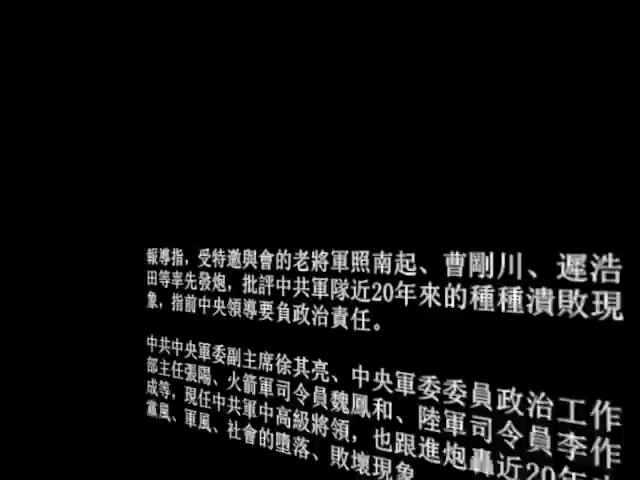 報導指，受特邀與會的老將軍照南起、曹剛川、遲浩
田等率先發炮，批評中共軍隊近20年來的種種潰敗現
象，指前中央領導要負政治責任。
中共中央軍委副主席徐其亮、中央軍委委員政治工作
部主任張陽、火箭軍司令員魏鳳和、陸軍司令員李作
成等，現任中共軍中高級將領，也跟進炮轟近20年來
黨風、軍風、社會的墮落、敗壞現象